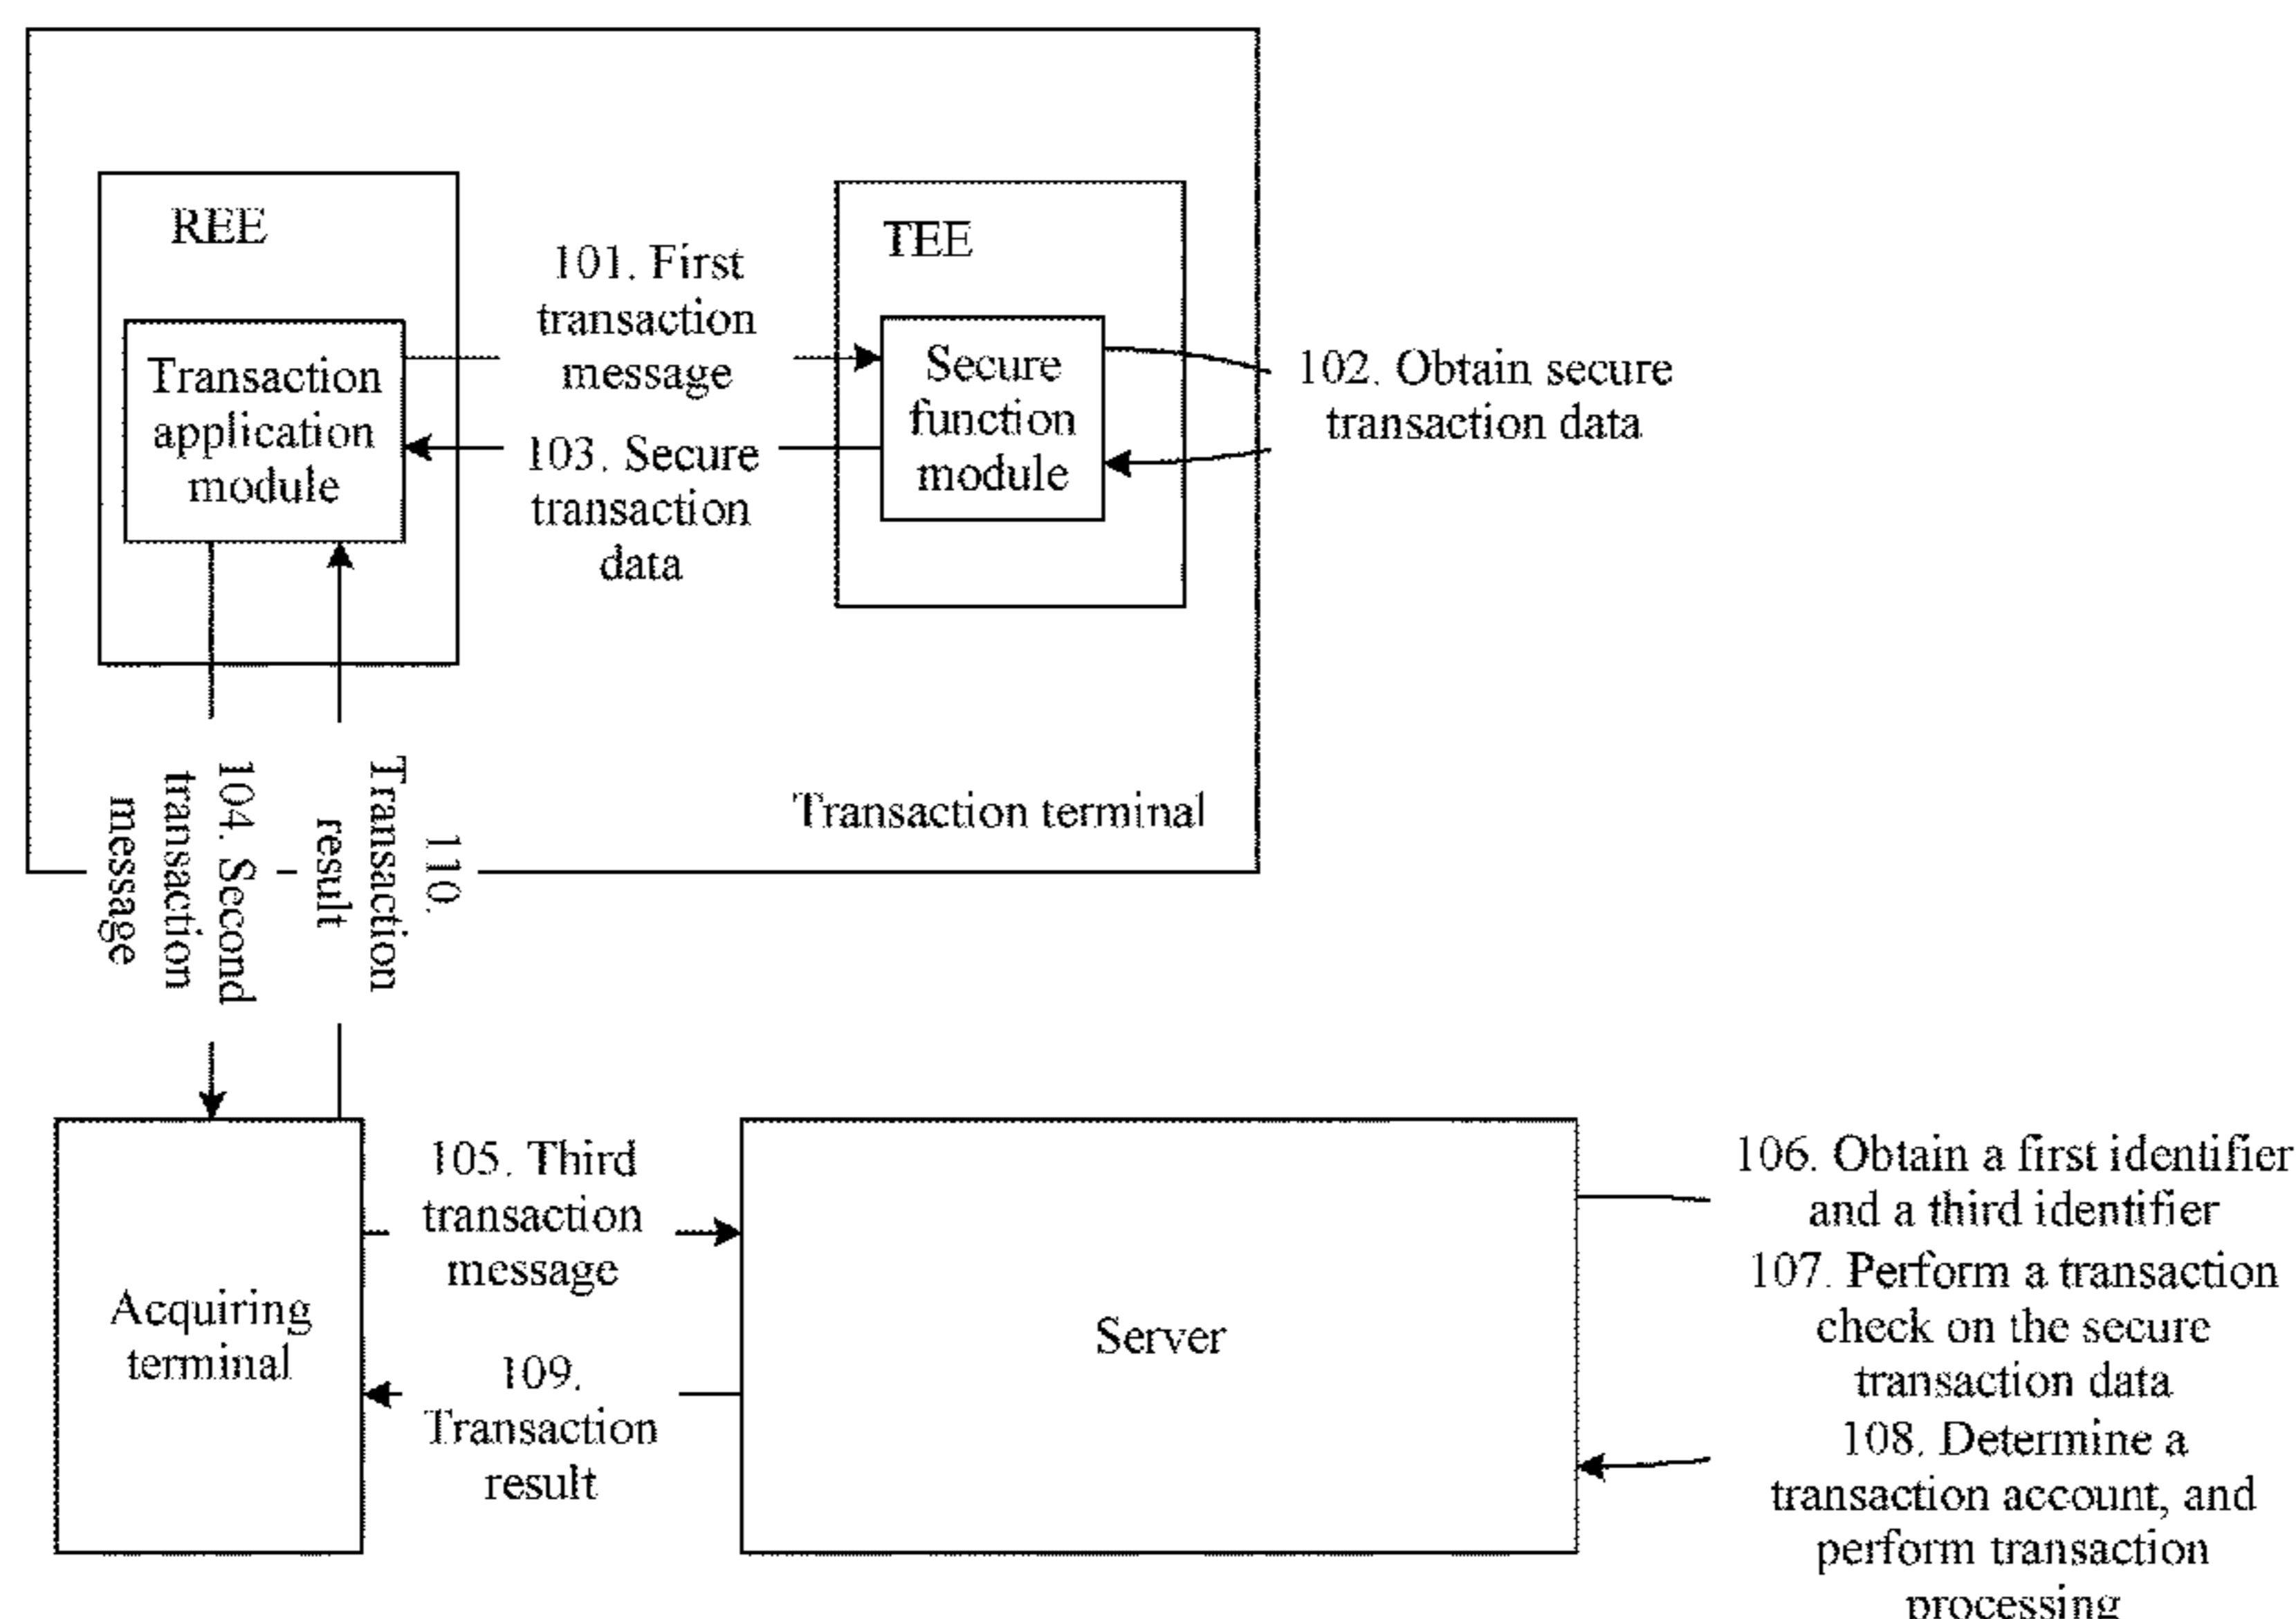 REE
TEE
101. First
transaction
message
Transaction
application
module
Secure
function
module
102. Obtain secure
transaction data
103. Secure
transaction
data
Transaction terminal
104. Second
transaction
message
110.
Transaction
result
105. Third
transaction
message
Acquiring
terminal
Server
109.
Transaction
result
106. Obtain a first identifier
and a third identifier
107. Perform a transaction
check on the secure
transaction data
108. Determine a
transaction account, and
perform transaction
processing